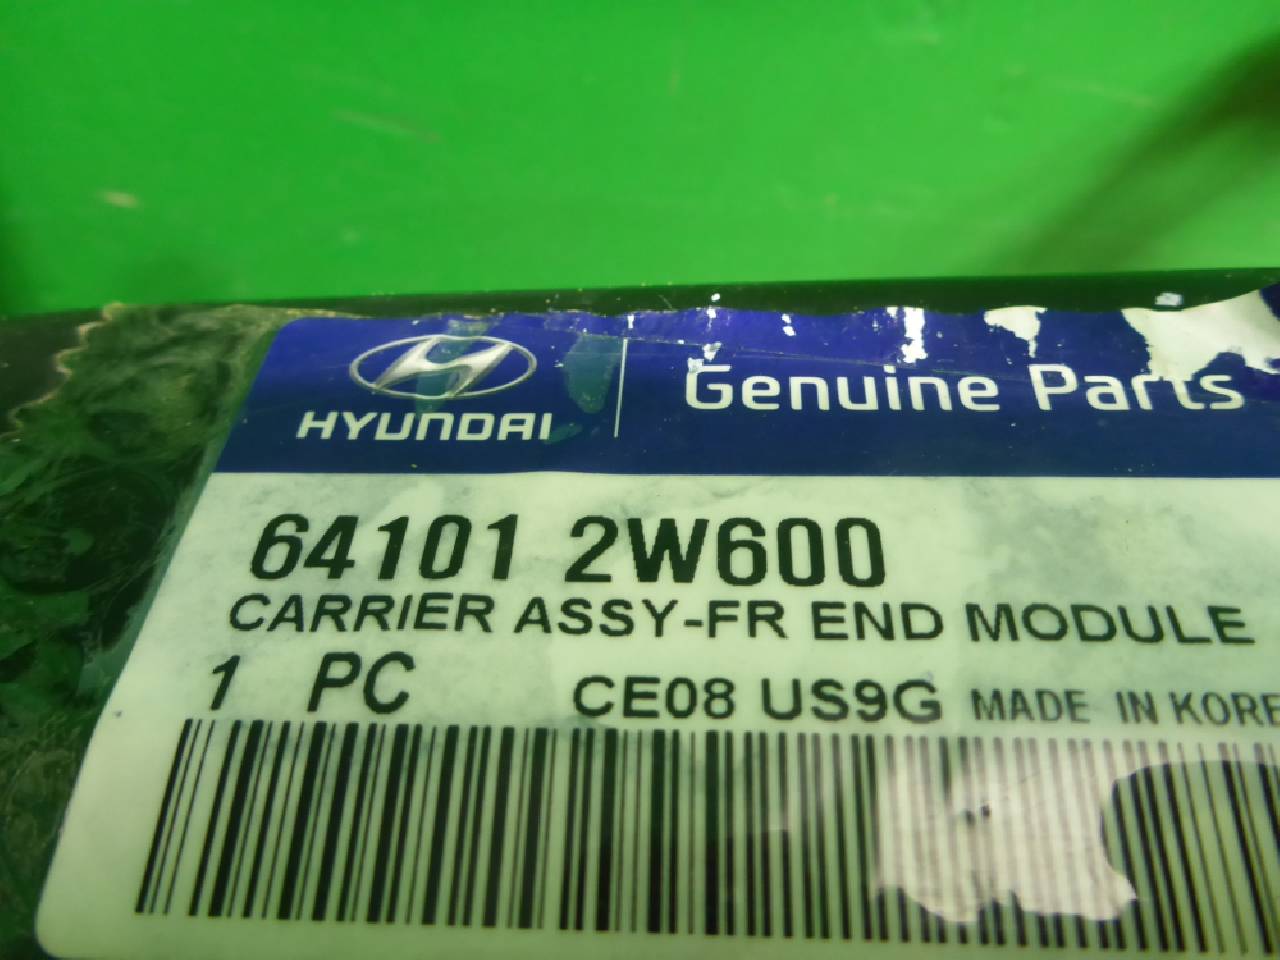 HYUNDAI Genuine Parts
64101 2W600
CARRIER ASSY-FR END MODULE
1 PC CE08 US9G MADE IN KORE